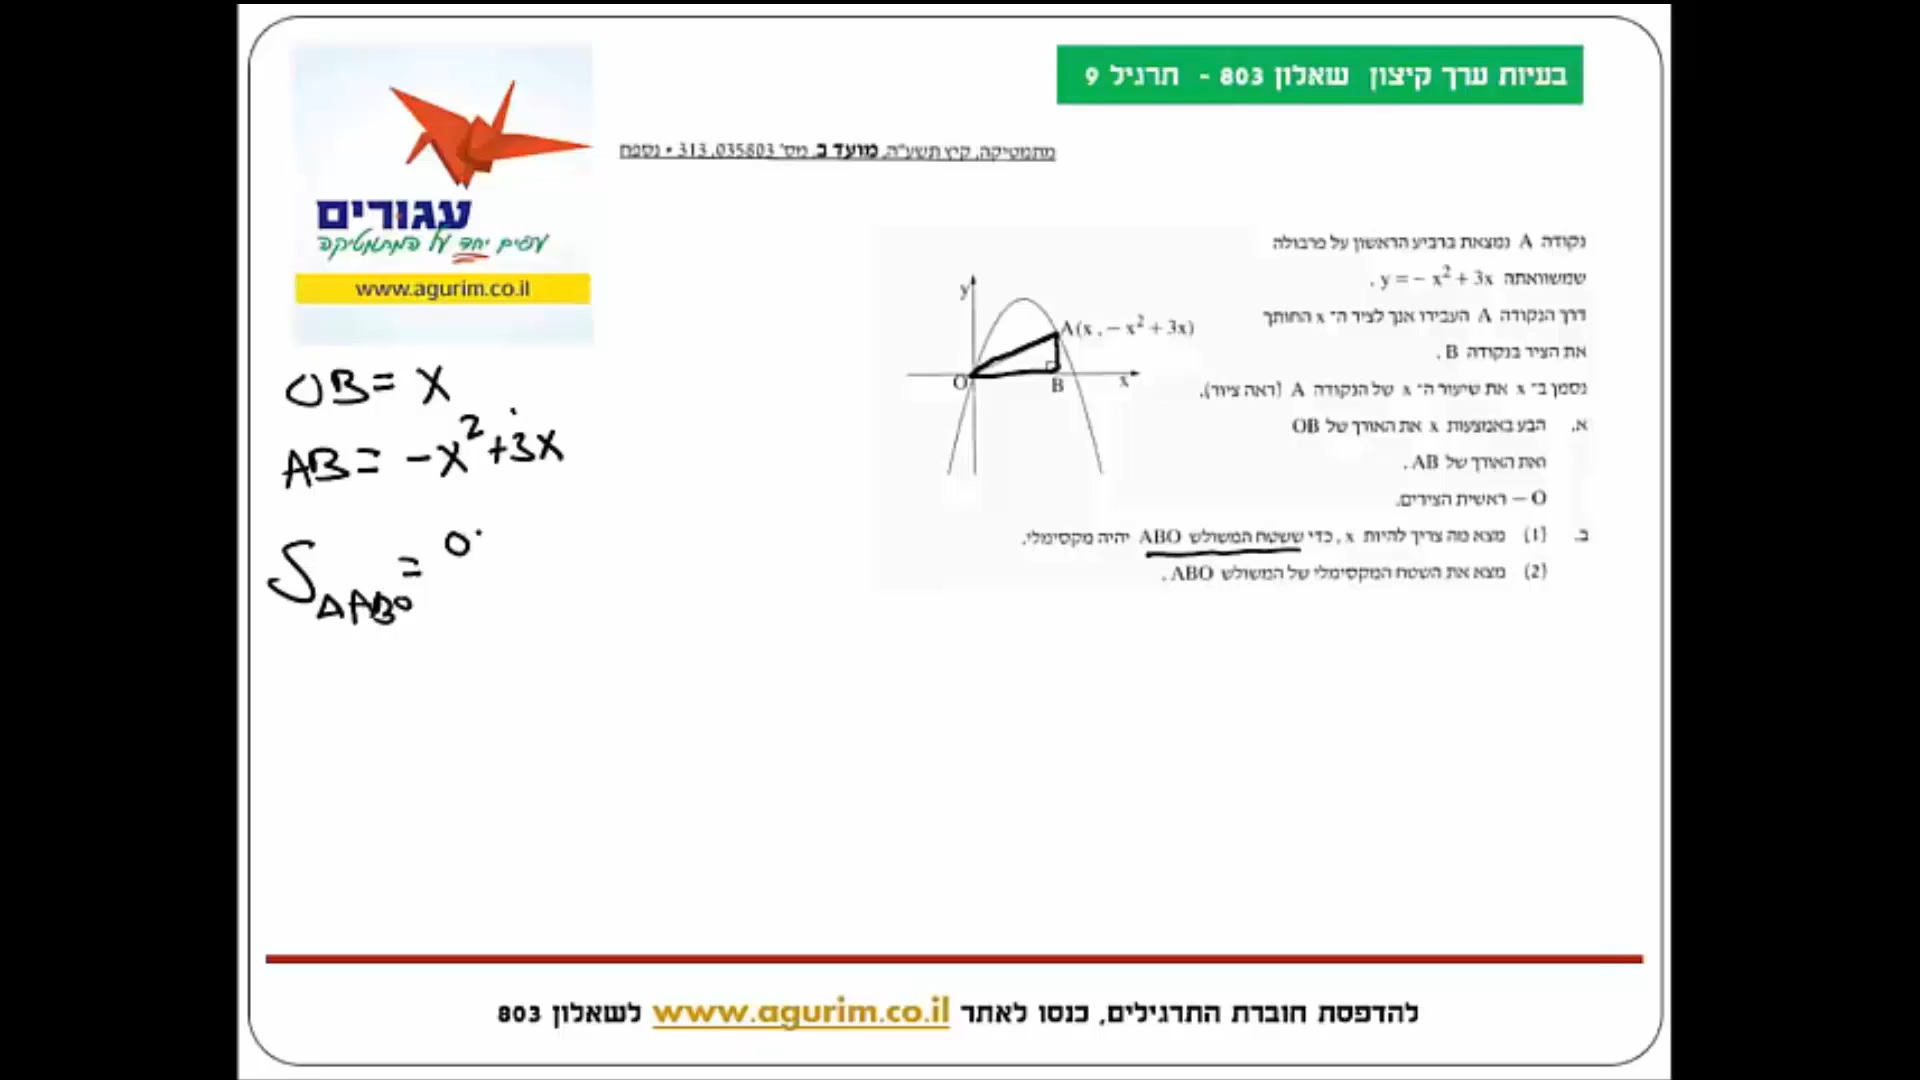 בעיות ערך קיצון שאלון 803 - תרגיל 9
מתמטיקה, קיץ תשע"ה, מועד ב, מס' 035803, 313 + נספח
עגורים
עפים יחד על המתמטיקה
www.agurim.co.il
נקודה A נמצאת ברביע הראשון על פרבולה
שמשוואתה y = − x² + 3x .
דרך הנקודה A העבירו אנך לציר ה־ x החותך
את הציר בנקודה B .
נסמן ב־ x את שיעור ה־ x של הנקודה A (ראה ציור).
א. הבע באמצעות x את האורך של OB
ואת האורך של AB .
O – ראשית הצירים.
ב. (1) מצא מה צריך להיות x , כדי ששטח המשולש ABO יהיה מקסימלי.
(2) מצא את השטח המקסימלי של המשולש ABO .
y
A(x , − x² + 3x)
O
B
x
OB = x
AB = -x² + 3x
S△ABO = O
להדפסת חוברת התרגילים, כנסו לאתר www.agurim.co.il לשאלון 803